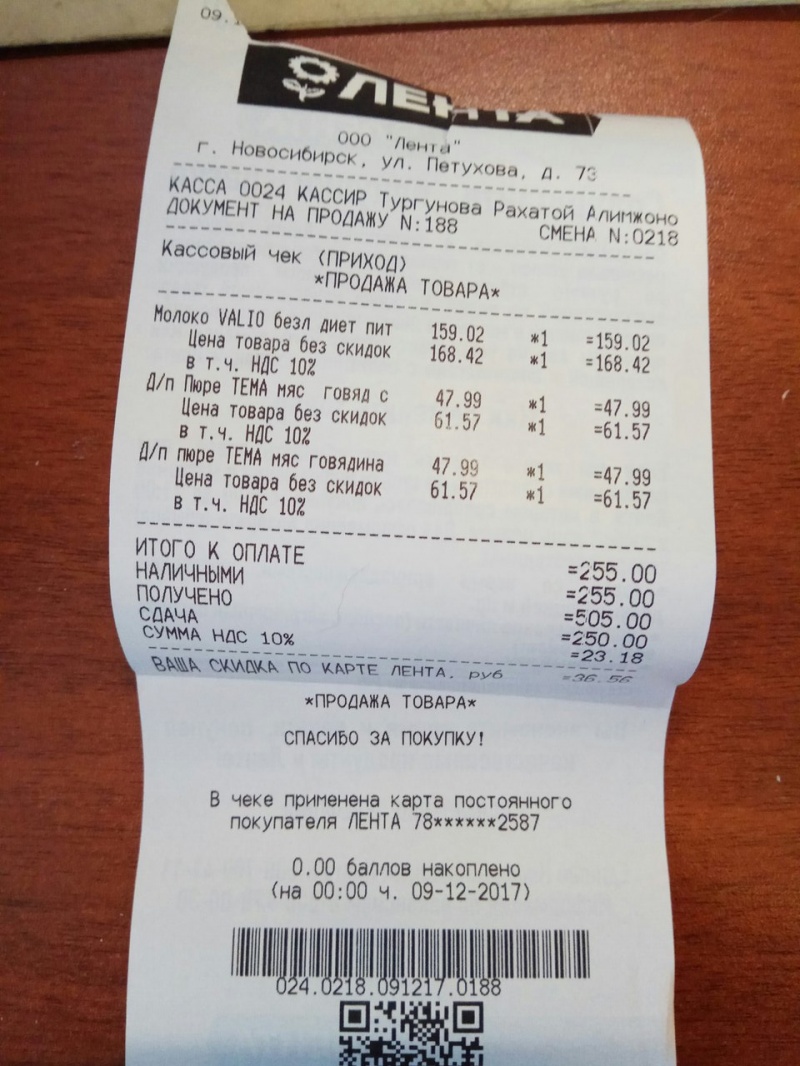 09.
ЛЕНТА
ООО "Лента"
г. Новосибирск, ул. Петухова, д. 73
КАССА 0024 КАССИР Тургунова Рахатой Алимжоно
ДОКУМЕНТ НА ПРОДАЖУ N:188 СМЕНА N:0218
Кассовый чек (ПРИХОД)
*ПРОДАЖА ТОВАРА*
Молоко VALIO безл диет пит 159.02 *1 =159.02
Цена товара без скидок 168.42 *1 =168.42
в т.ч. НДС 10%
Д/п Пюре ТЕМА мяс говяд с 47.99 *1 =47.99
Цена товара без скидок 61.57 *1 =61.57
в т.ч. НДС 10%
Д/п пюре ТЕМА мяс говядина 47.99 *1 =47.99
Цена товара без скидок 61.57 *1 =61.57
в т.ч. НДС 10%
ИТОГО К ОПЛАТЕ =255.00
НАЛИЧНЫМИ =255.00
ПОЛУЧЕНО =505.00
СДАЧА =250.00
СУММА НДС 10% =23.18
ВАША СКИДКА ПО КАРТЕ ЛЕНТА, руб =36.56
*ПРОДАЖА ТОВАРА*
СПАСИБО ЗА ПОКУПКУ!
В чеке применена карта постоянного
покупателя ЛЕНТА 78******2587
0.00 баллов накоплено
(на 00:00 ч. 09-12-2017)
024.0218.091217.0188